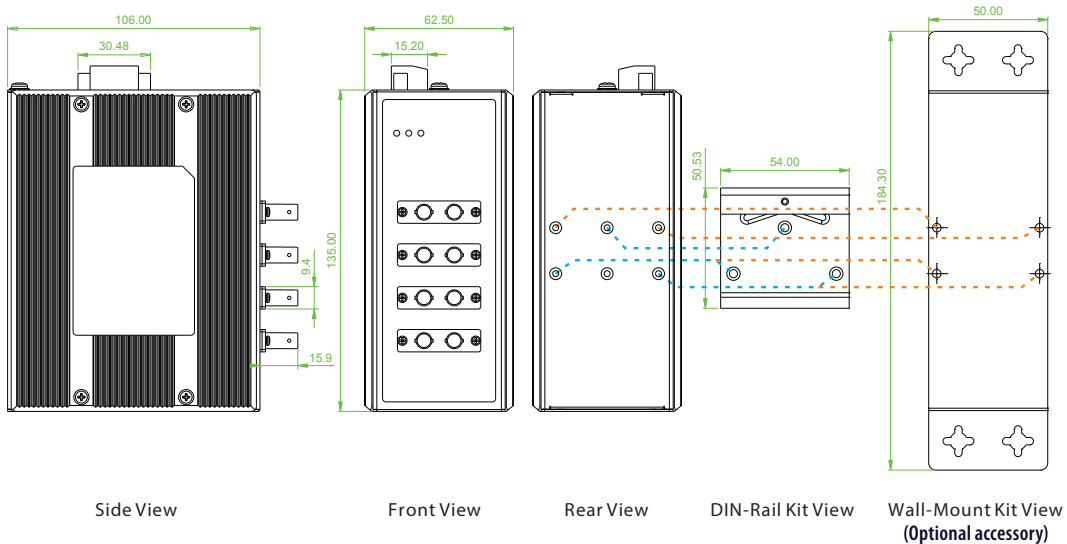 106.00
30.48
62.50
15.20
50.00
135.00
9.4
15.9
50.53
54.00
184.30
Side View
Front View
Rear View
DIN-Rail Kit View
Wall-Mount Kit View
(Optional accessory)